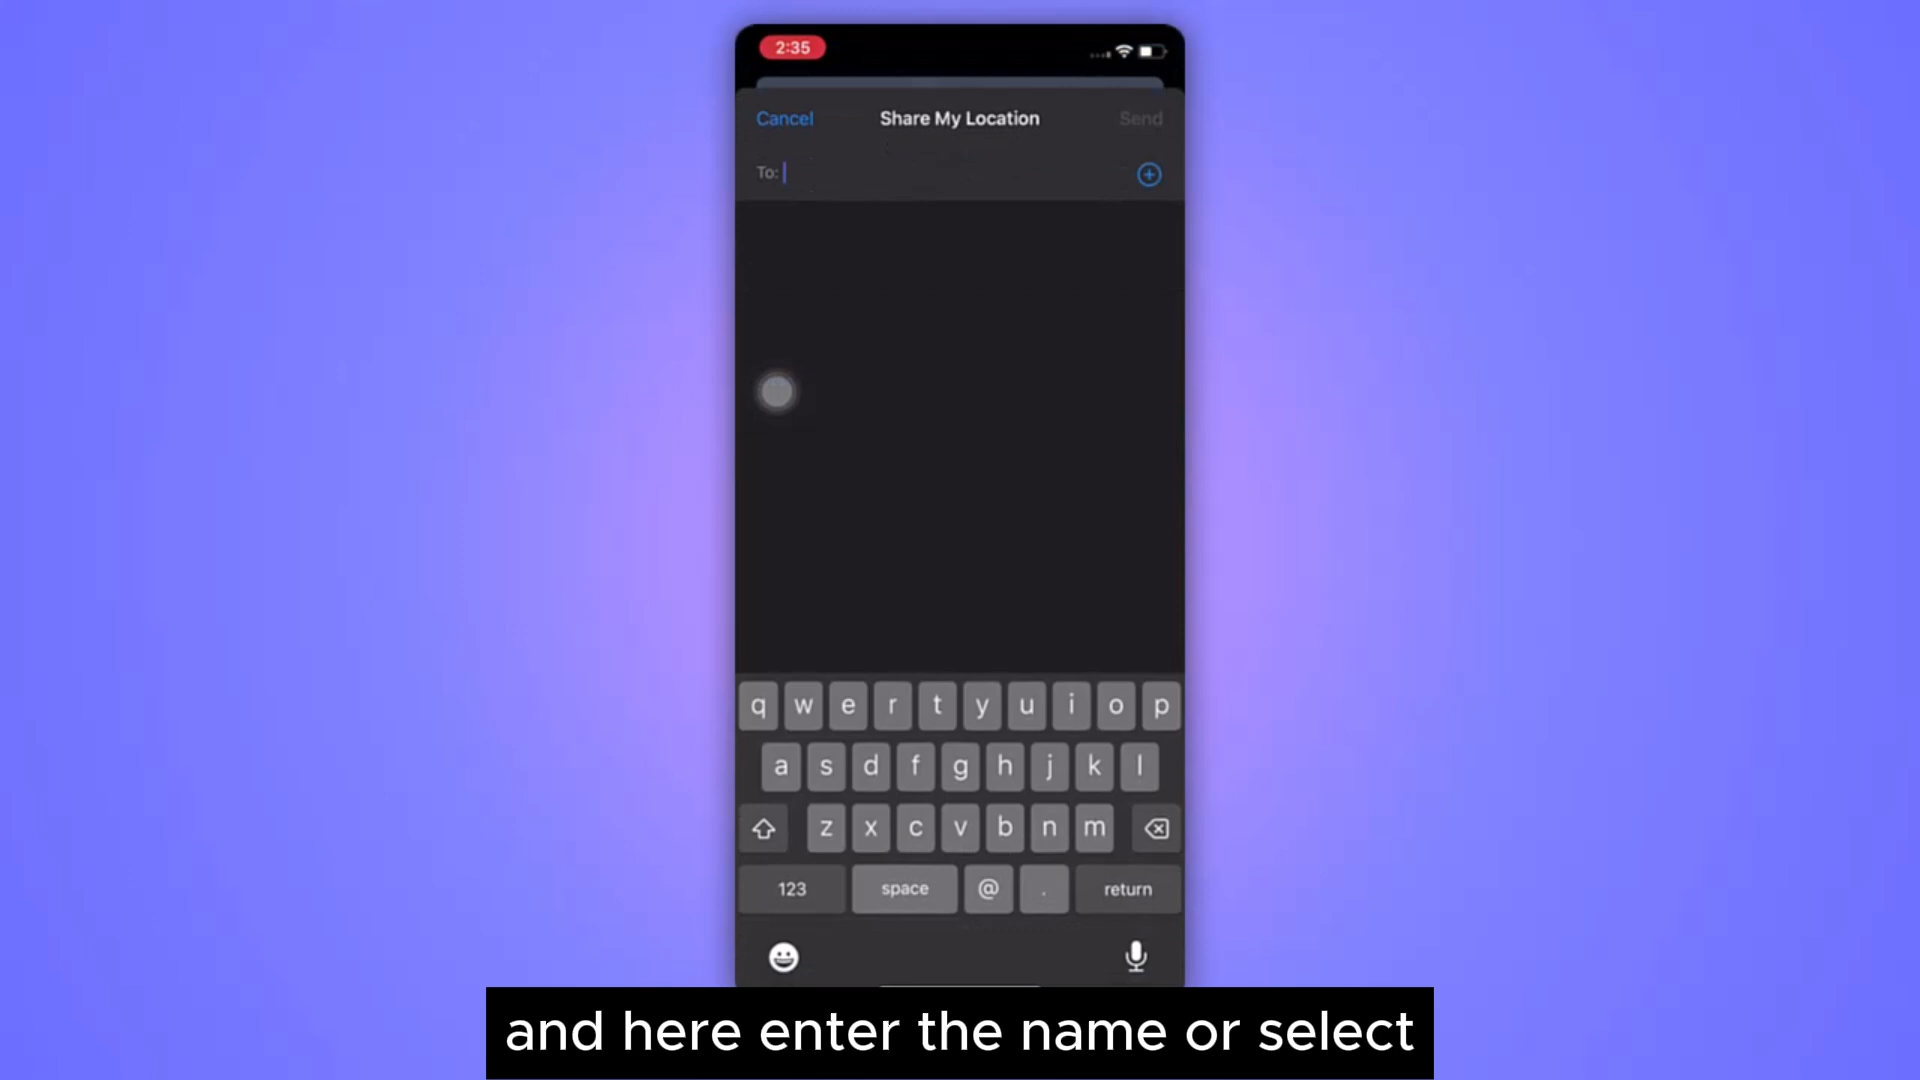 2:35
Cancel Share My Location Send
To:
q w e r t y u i o p
a s d f g h j k l
z x c v b n m
123 space @ . return
and here enter the name or select